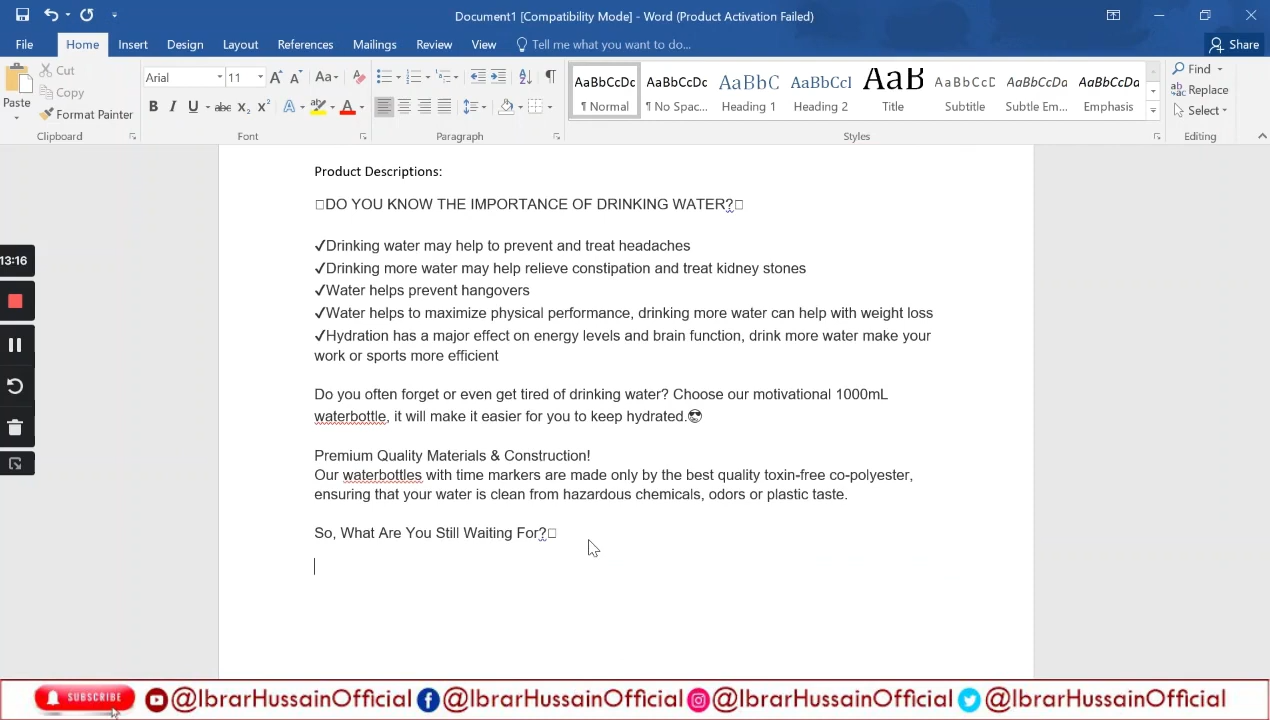 Document1 [Compatibility Mode] - Word (Product Activation Failed)
File Home Insert Design Layout References Mailings Review View Tell me what you want to do... Share
Paste
Cut
Copy
Format Painter
Clipboard
Arial 11
Font
Paragraph
AaBbCcDc AaBbCcDc AaBbC AaBbCcI AaB AaBbCcD AaBbCcDa AaBbCcDa
¶ Normal ¶ No Spac... Heading 1 Heading 2 Title Subtitle Subtle Em... Emphasis
Styles
Find
Replace
Select
Editing
13:16
Product Descriptions:
□DO YOU KNOW THE IMPORTANCE OF DRINKING WATER?□
✓Drinking water may help to prevent and treat headaches
✓Drinking more water may help relieve constipation and treat kidney stones
✓Water helps prevent hangovers
✓Water helps to maximize physical performance, drinking more water can help with weight loss
✓Hydration has a major effect on energy levels and brain function, drink more water make your
work or sports more efficient
Do you often forget or even get tired of drinking water? Choose our motivational 1000mL
waterbottle, it will make it easier for you to keep hydrated.😎
Premium Quality Materials & Construction!
Our waterbottles with time markers are made only by the best quality toxin-free co-polyester,
ensuring that your water is clean from hazardous chemicals, odors or plastic taste.
So, What Are You Still Waiting For?□
SUBSCRIBE @IbrarHussainOfficial @IbrarHussainOfficial @IbrarHussainOfficial @IbrarHussainOfficial